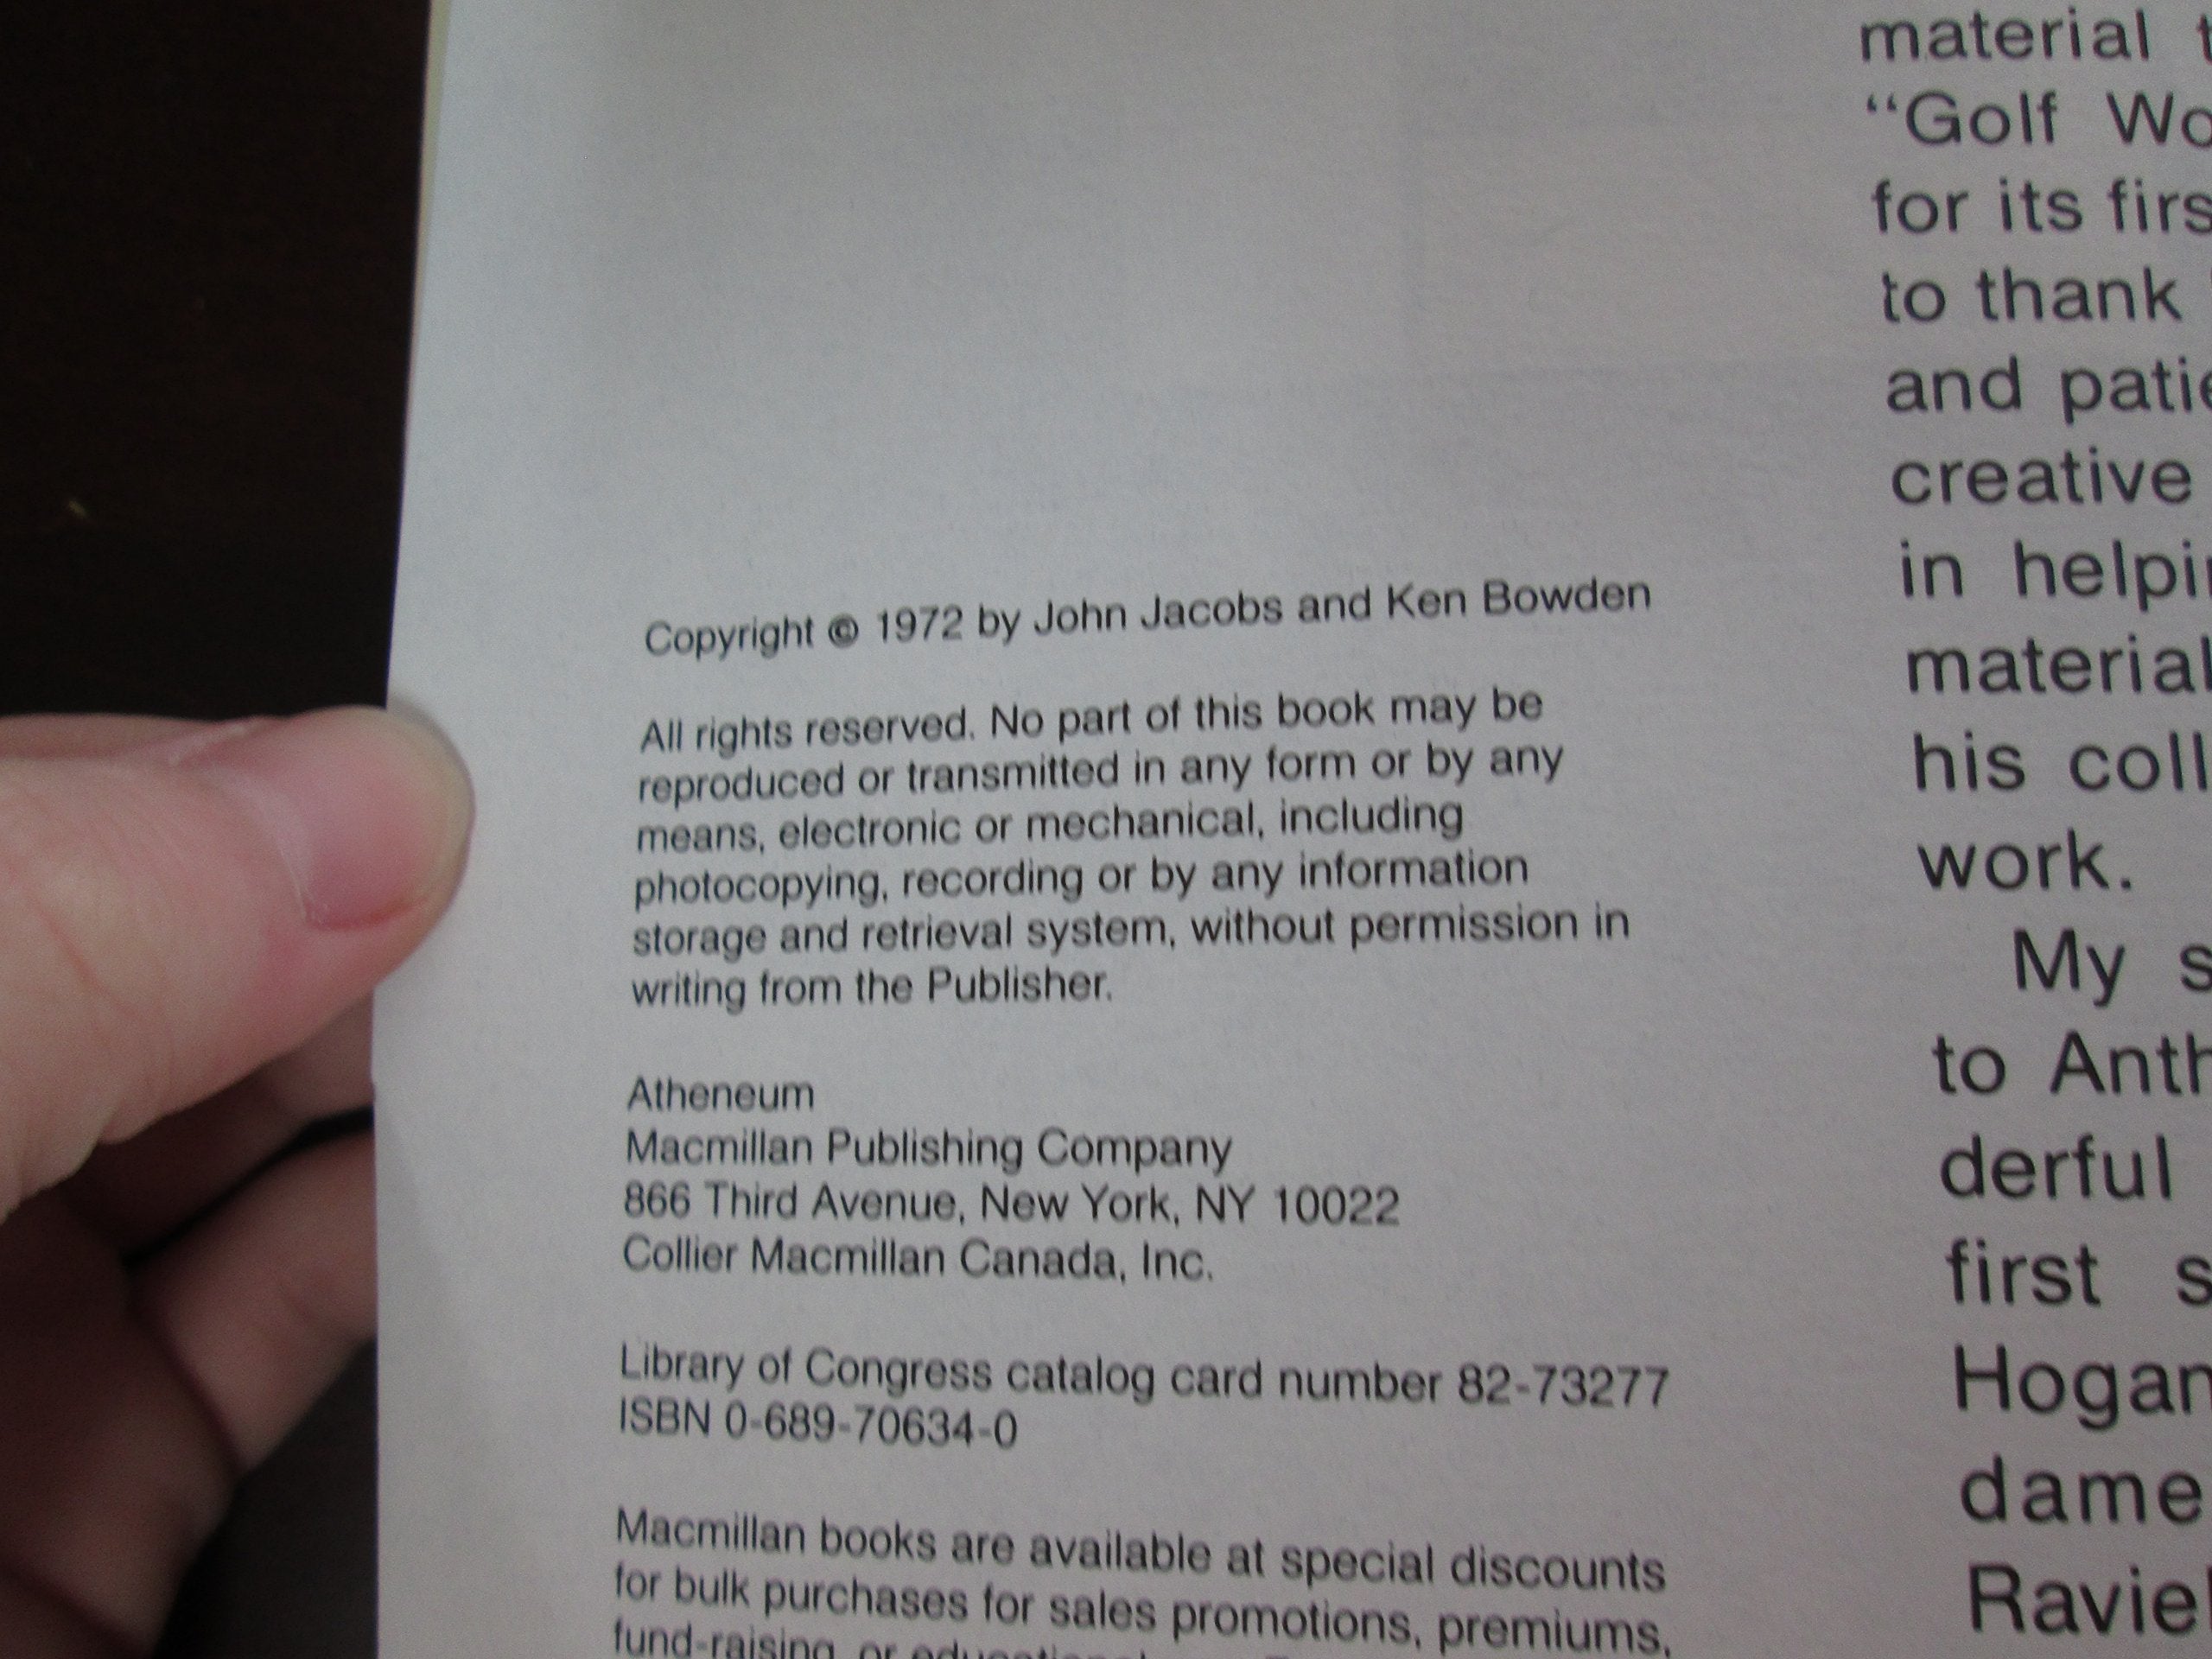 Copyright © 1972 by John Jacobs and Ken Bowden
All rights reserved. No part of this book may be
reproduced or transmitted in any form or by any
means, electronic or mechanical, including
photocopying, recording or by any information
storage and retrieval system, without permission in
writing from the Publisher.
Atheneum
Macmillan Publishing Company
866 Third Avenue, New York, NY 10022
Collier Macmillan Canada, Inc.
Library of Congress catalog card number 82-73277
ISBN 0-689-70634-0
Macmillan books are available at special discounts
for bulk purchases for sales promotions, premiums,
fund-raising, or educational
material
“Golf
for its
to thank
and
creative
in
material
his
work.
My
to
derful
first